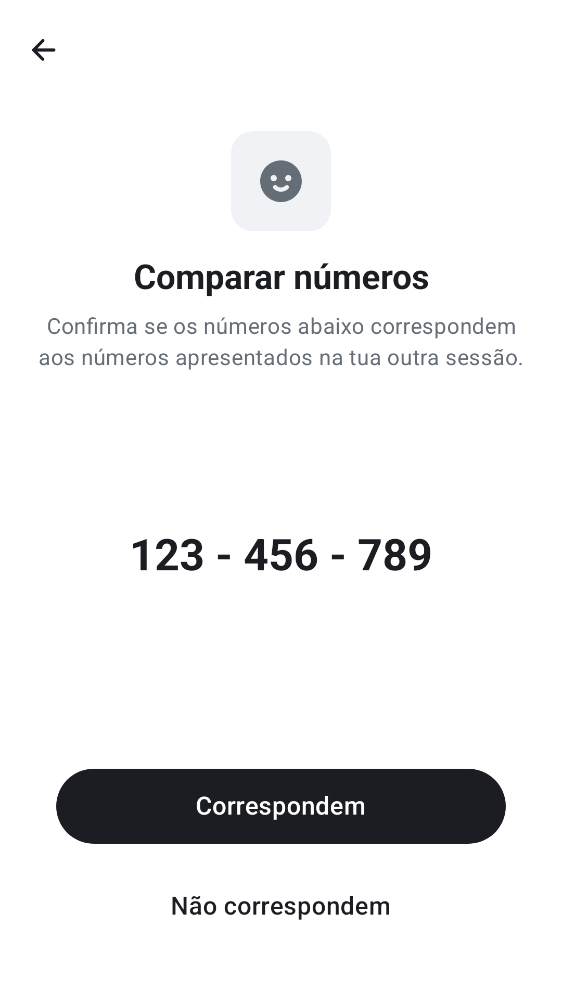 Comparar números
Confirma se os números abaixo correspondem
aos números apresentados na tua outra sessão.
123 - 456 - 789
Correspondem
Não correspondem